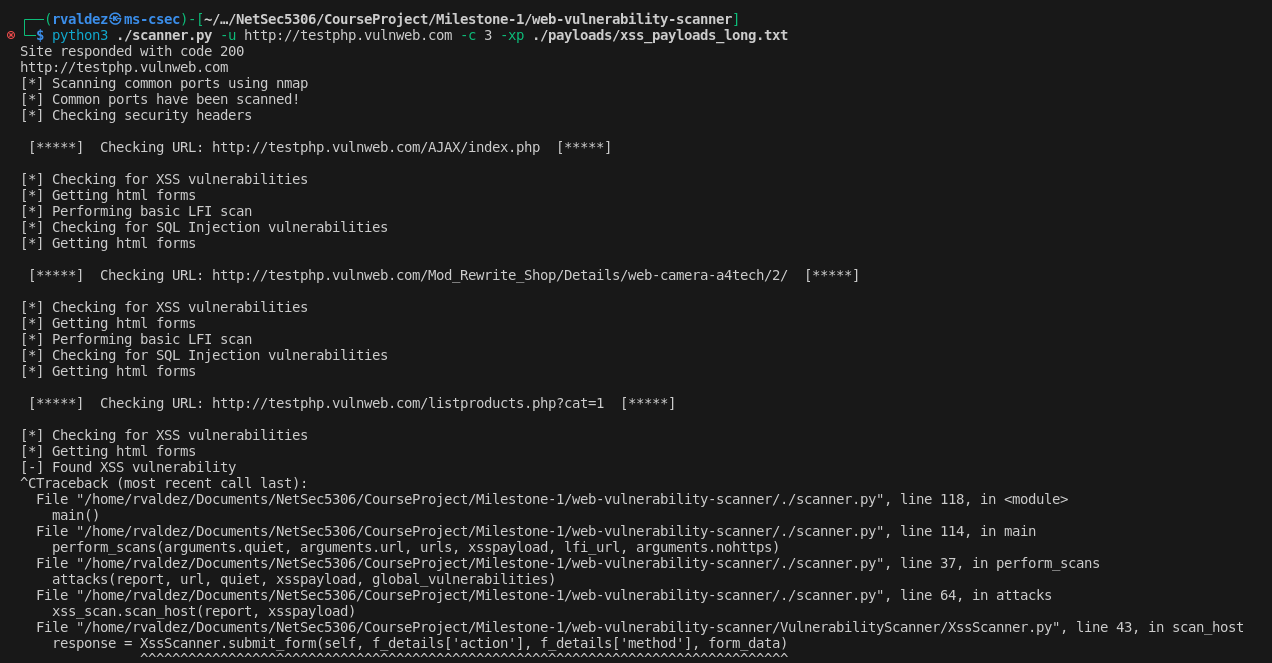 ┌──(rvaldez㉿ms-csec)-[~/…/NetSec5306/CourseProject/Milestone-1/web-vulnerability-scanner]
└─$ python3 ./scanner.py -u http://testphp.vulnweb.com -c 3 -xp ./payloads/xss_payloads_long.txt
Site responded with code 200
http://testphp.vulnweb.com
[*] Scanning common ports using nmap
[*] Common ports have been scanned!
[*] Checking security headers
[*****]  Checking URL: http://testphp.vulnweb.com/AJAX/index.php  [*****]
[*] Checking for XSS vulnerabilities
[*] Getting html forms
[*] Performing basic LFI scan
[*] Checking for SQL Injection vulnerabilities
[*] Getting html forms
[*****]  Checking URL: http://testphp.vulnweb.com/Mod_Rewrite_Shop/Details/web-camera-a4tech/2/  [*****]
[*] Checking for XSS vulnerabilities
[*] Getting html forms
[*] Performing basic LFI scan
[*] Checking for SQL Injection vulnerabilities
[*] Getting html forms
[*****]  Checking URL: http://testphp.vulnweb.com/listproducts.php?cat=1  [*****]
[*] Checking for XSS vulnerabilities
[*] Getting html forms
[-] Found XSS vulnerability
^CTraceback (most recent call last):
File "/home/rvaldez/Documents/NetSec5306/CourseProject/Milestone-1/web-vulnerability-scanner/./scanner.py", line 118, in <module>
main()
File "/home/rvaldez/Documents/NetSec5306/CourseProject/Milestone-1/web-vulnerability-scanner/./scanner.py", line 114, in main
perform_scans(arguments.quiet, arguments.url, urls, xsspayload, lfi_url, arguments.nohttps)
File "/home/rvaldez/Documents/NetSec5306/CourseProject/Milestone-1/web-vulnerability-scanner/./scanner.py", line 37, in perform_scans
attacks(report, url, quiet, xsspayload, global_vulnerabilities)
File "/home/rvaldez/Documents/NetSec5306/CourseProject/Milestone-1/web-vulnerability-scanner/./scanner.py", line 64, in attacks
xss_scan.scan_host(report, xsspayload)
File "/home/rvaldez/Documents/NetSec5306/CourseProject/Milestone-1/web-vulnerability-scanner/VulnerabilityScanner/XssScanner.py", line 43, in scan_host
response = XssScanner.submit_form(self, f_details['action'], f_details['method'], form_data)
^^^^^^^^^^^^^^^^^^^^^^^^^^^^^^^^^^^^^^^^^^^^^^^^^^^^^^^^^^^^^^^^^^^^^^^^^^^^^^^^^